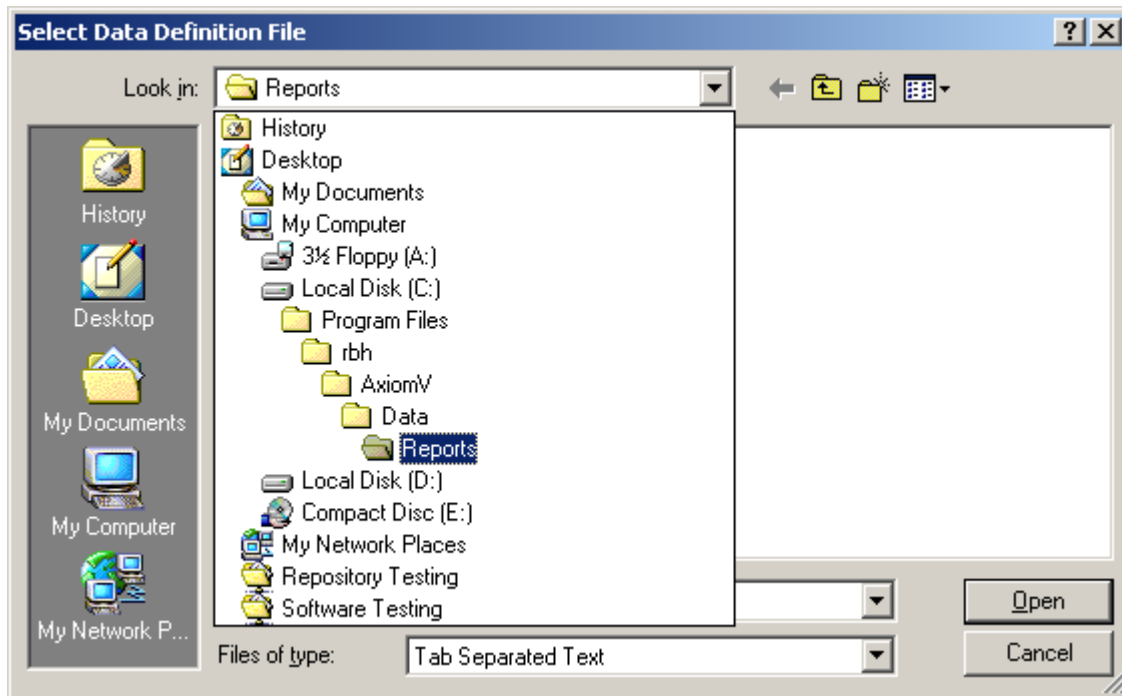 Select Data Definition File
Look in: Reports
History
Desktop
My Documents
My Computer
3½ Floppy (A:)
Local Disk (C:)
Program Files
rbh
AxiomV
Data
Reports
Local Disk (D:)
Compact Disc (E:)
My Network Places
Repository Testing
Software Testing
History
Desktop
My Documents
My Computer
My Network P...
Open
Files of type: Tab Separated Text
Cancel